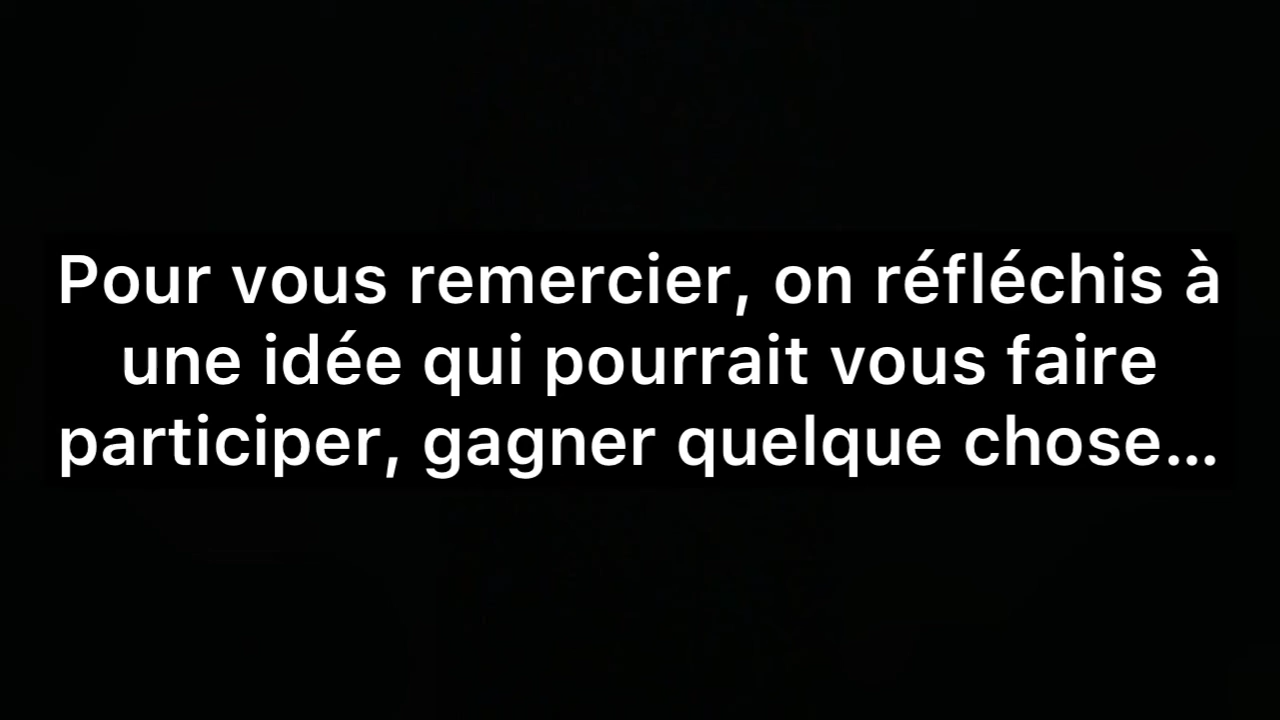 Pour vous remercier, on réfléchis à
une idée qui pourrait vous faire
participer, gagner quelque chose...